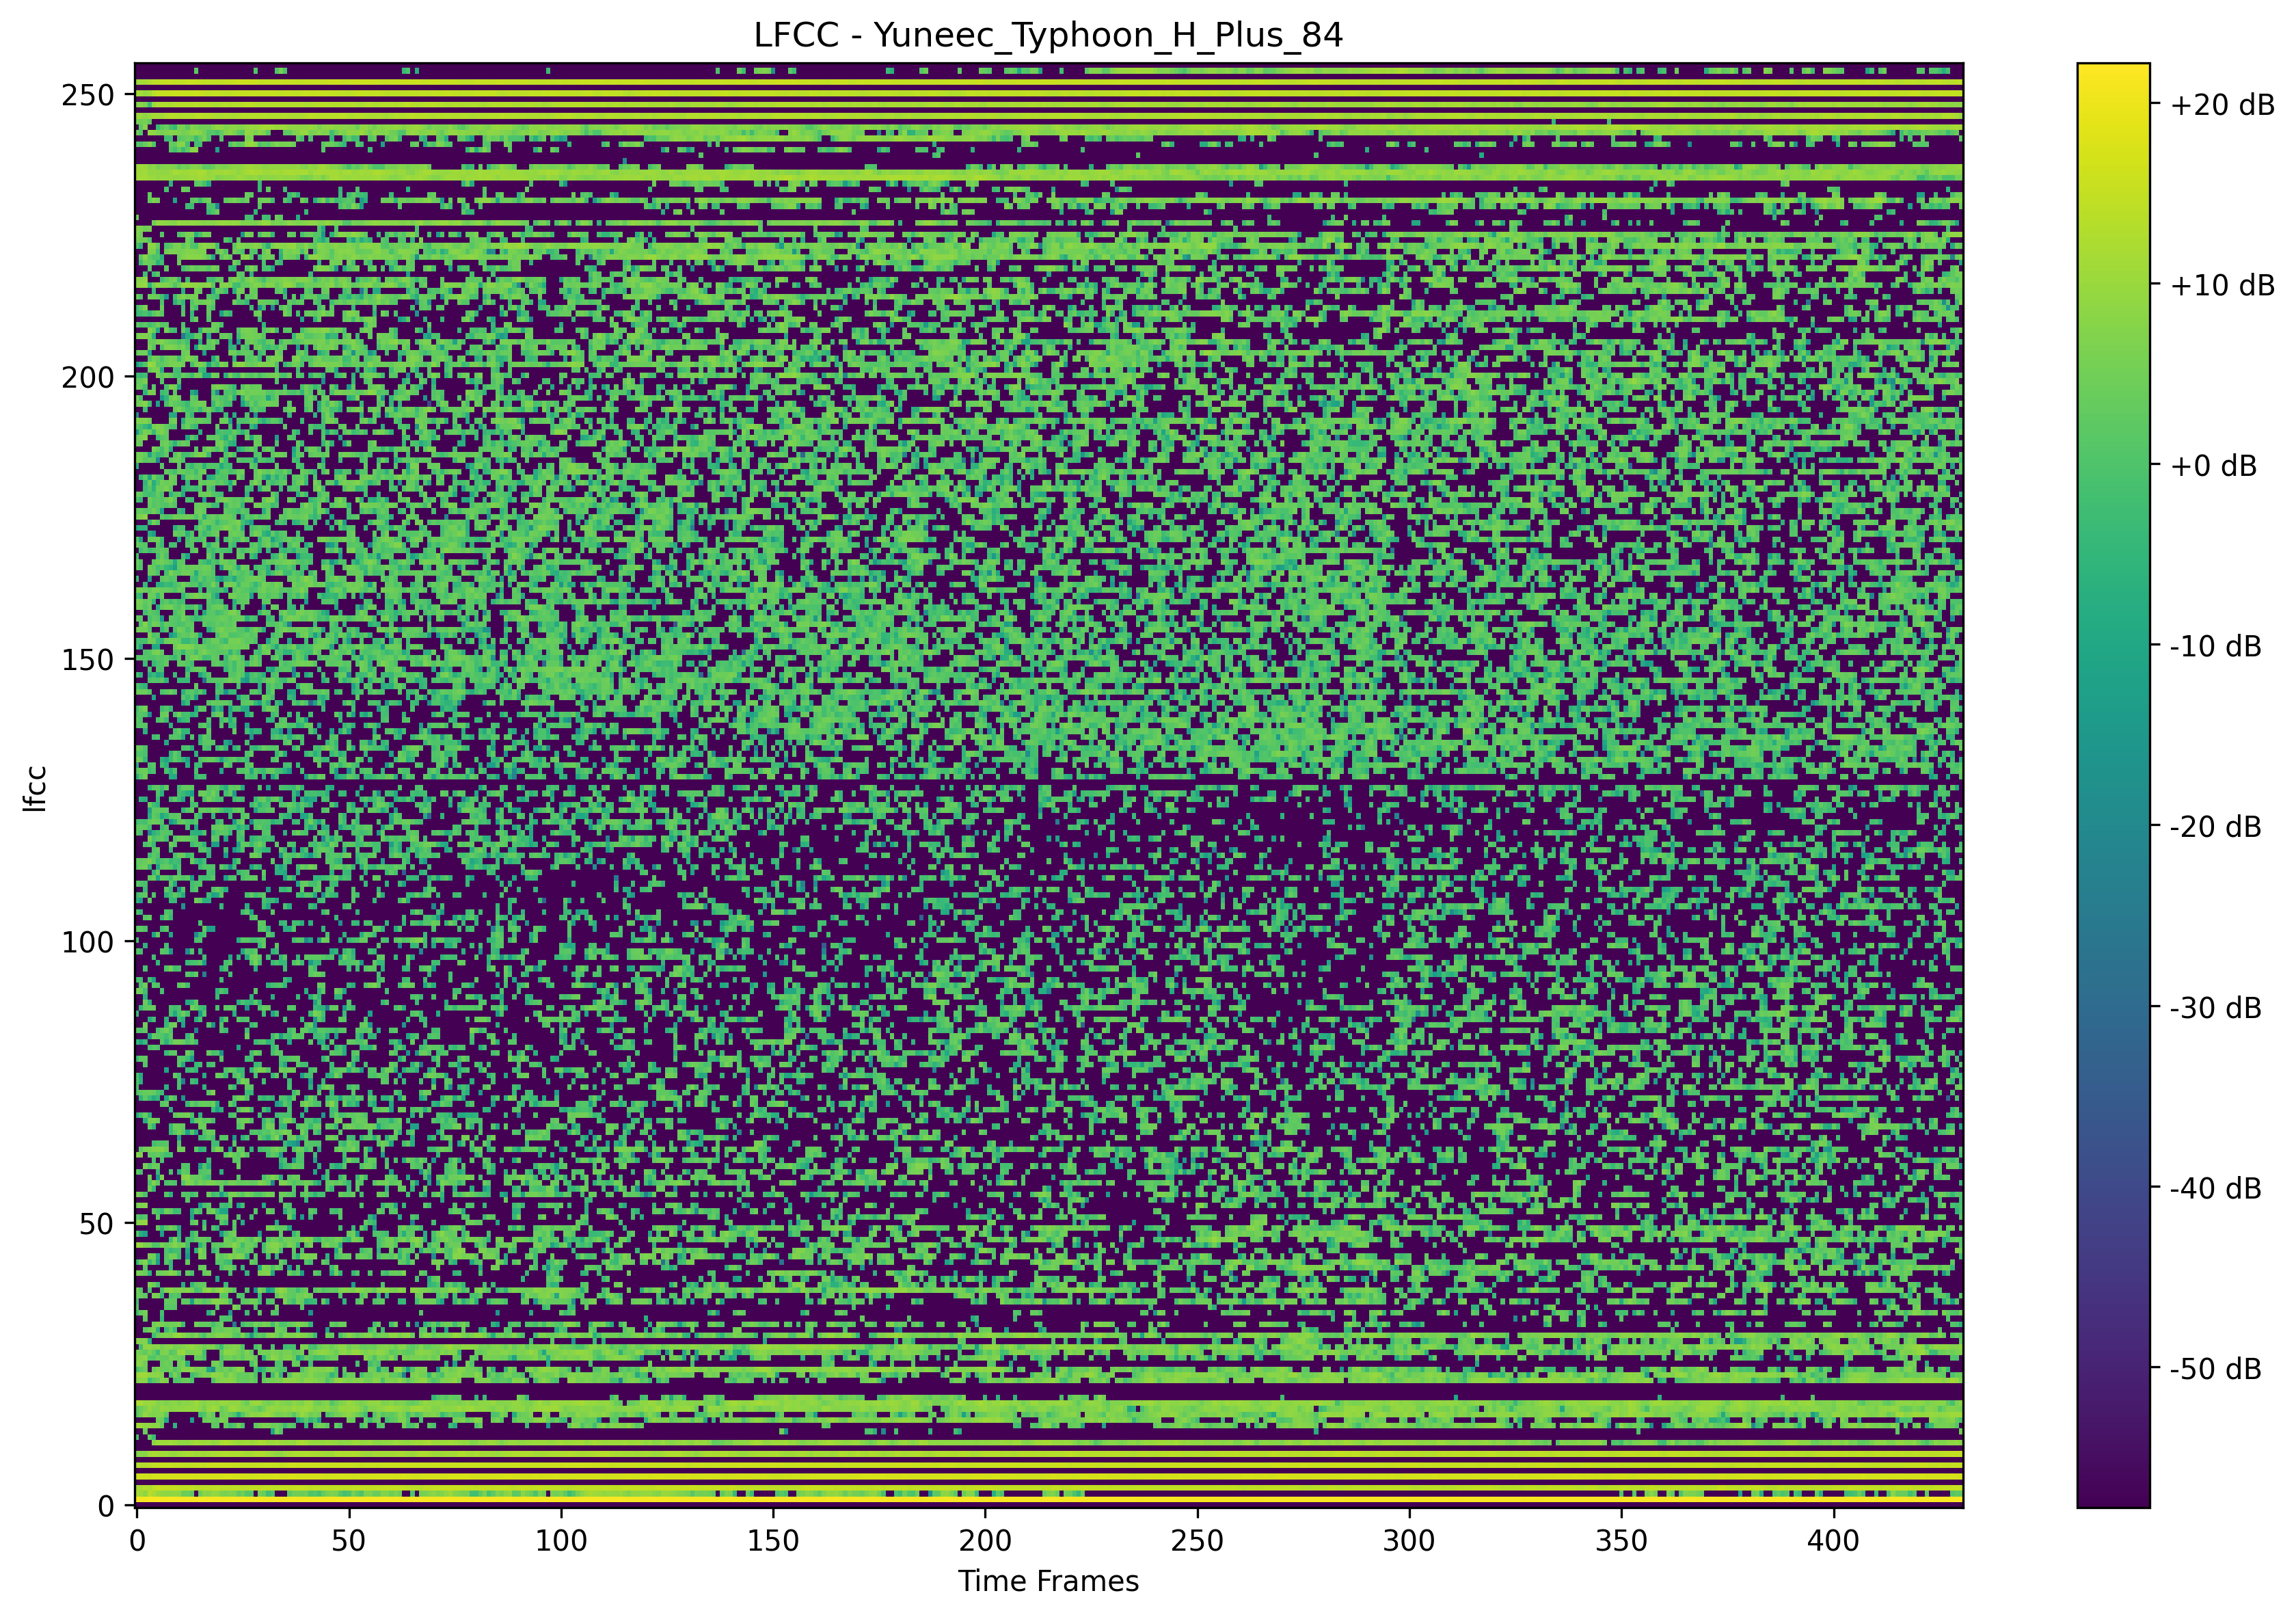 LFCC - Yuneec_Typhoon_H_Plus_84
250
200
150
100
50
0
lfcc
0 50 100 150 200 250 300 350 400
Time Frames
+20 dB
+10 dB
+0 dB
-10 dB
-20 dB
-30 dB
-40 dB
-50 dB